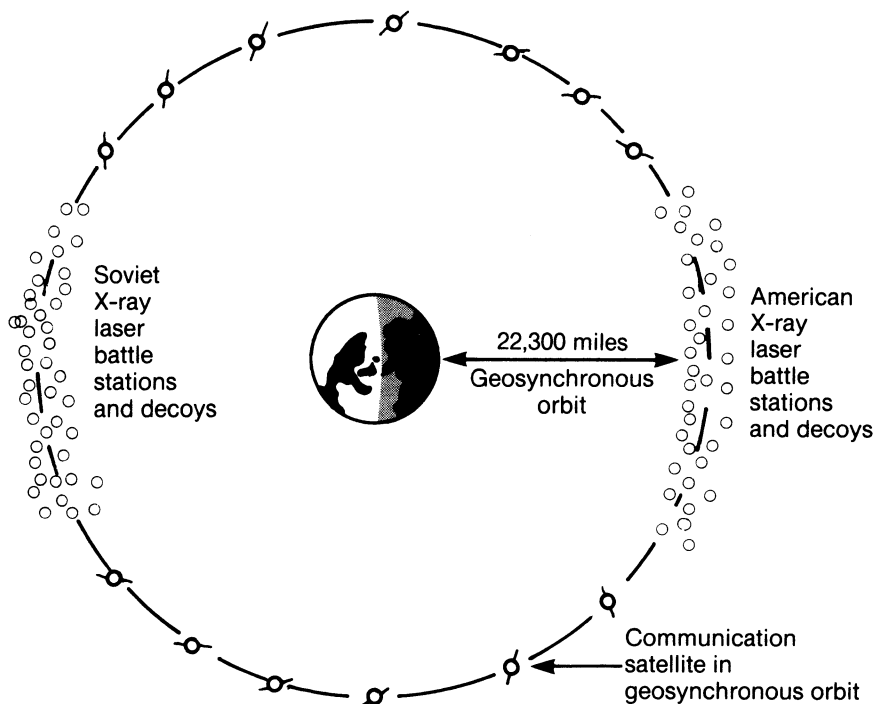 Soviet
X-ray
laser
battle
stations
and decoys
22,300 miles
Geosynchronous
orbit
American
X-ray
laser
battle
stations
and decoys
Communication
satellite in
geosynchronous orbit